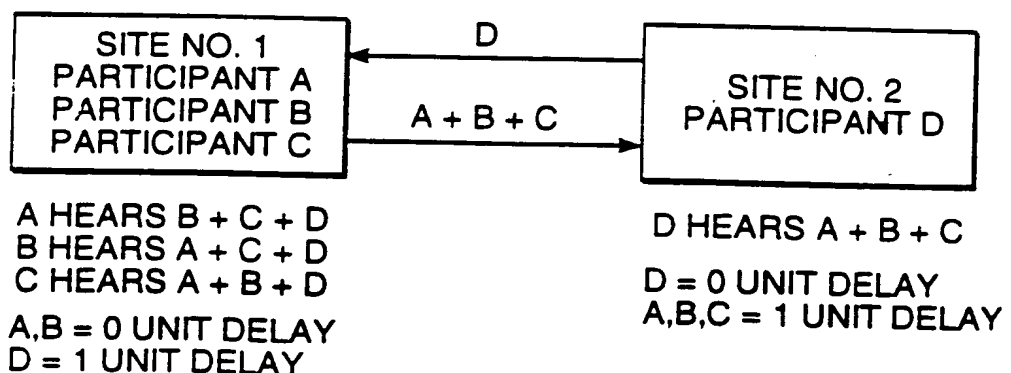 SITE NO. 1
PARTICIPANT A
PARTICIPANT B
PARTICIPANT C
D
A + B + C
SITE NO. 2
PARTICIPANT D
A HEARS B + C + D
B HEARS A + C + D
C HEARS A + B + D
A,B = 0 UNIT DELAY
D = 1 UNIT DELAY
D HEARS A + B + C
D = 0 UNIT DELAY
A,B,C = 1 UNIT DELAY